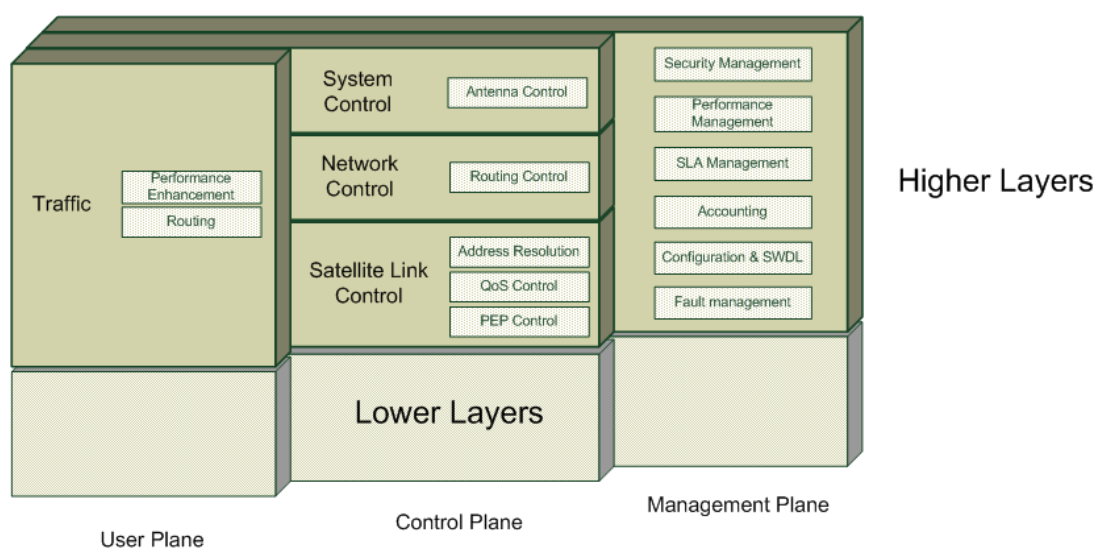 Traffic
Performance
Enhancement
Routing
System
Control
Antenna Control
Network
Control
Routing Control
Satellite Link
Control
Address Resolution
QoS Control
PEP Control
Security Management
Performance
Management
SLA Management
Accounting
Configuration & SWDL
Fault management
Higher Layers
Lower Layers
User Plane
Control Plane
Management Plane